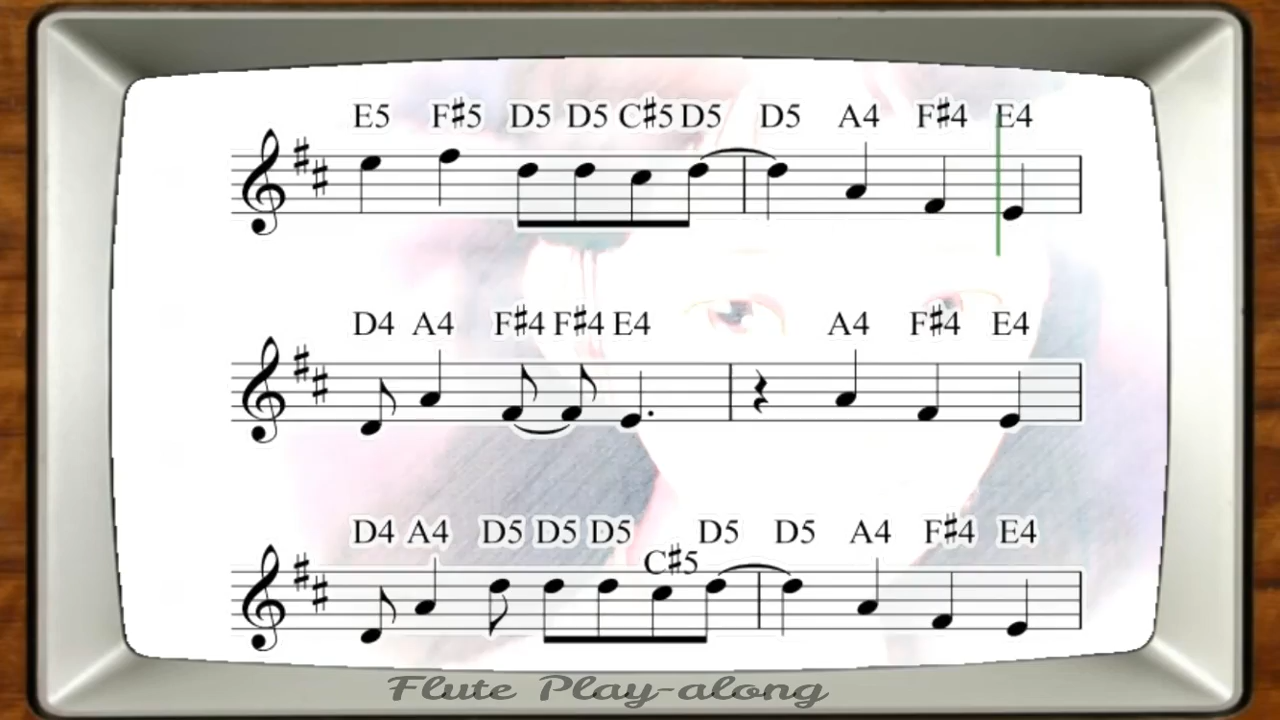 E5 F#5 D5 D5 C#5 D5 D5 A4 F#4 E4
D4 A4 F#4 F#4 E4 A4 F#4 E4
D4 A4 D5 D5 D5 C#5 D5 D5 A4 F#4 E4
Flute Play-along